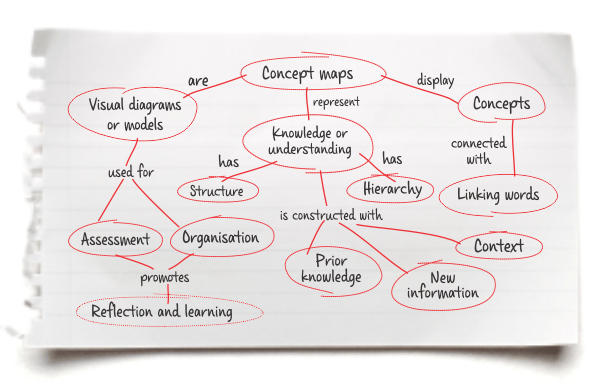 Concept maps
are
display
Visual diagrams
or models
represent
Concepts
Knowledge or
understanding
connected
with
used for
has
has
Structure
Hierarchy
Linking words
is constructed with
Assessment
Organisation
Context
Prior
knowledge
New
information
promotes
Reflection and learning